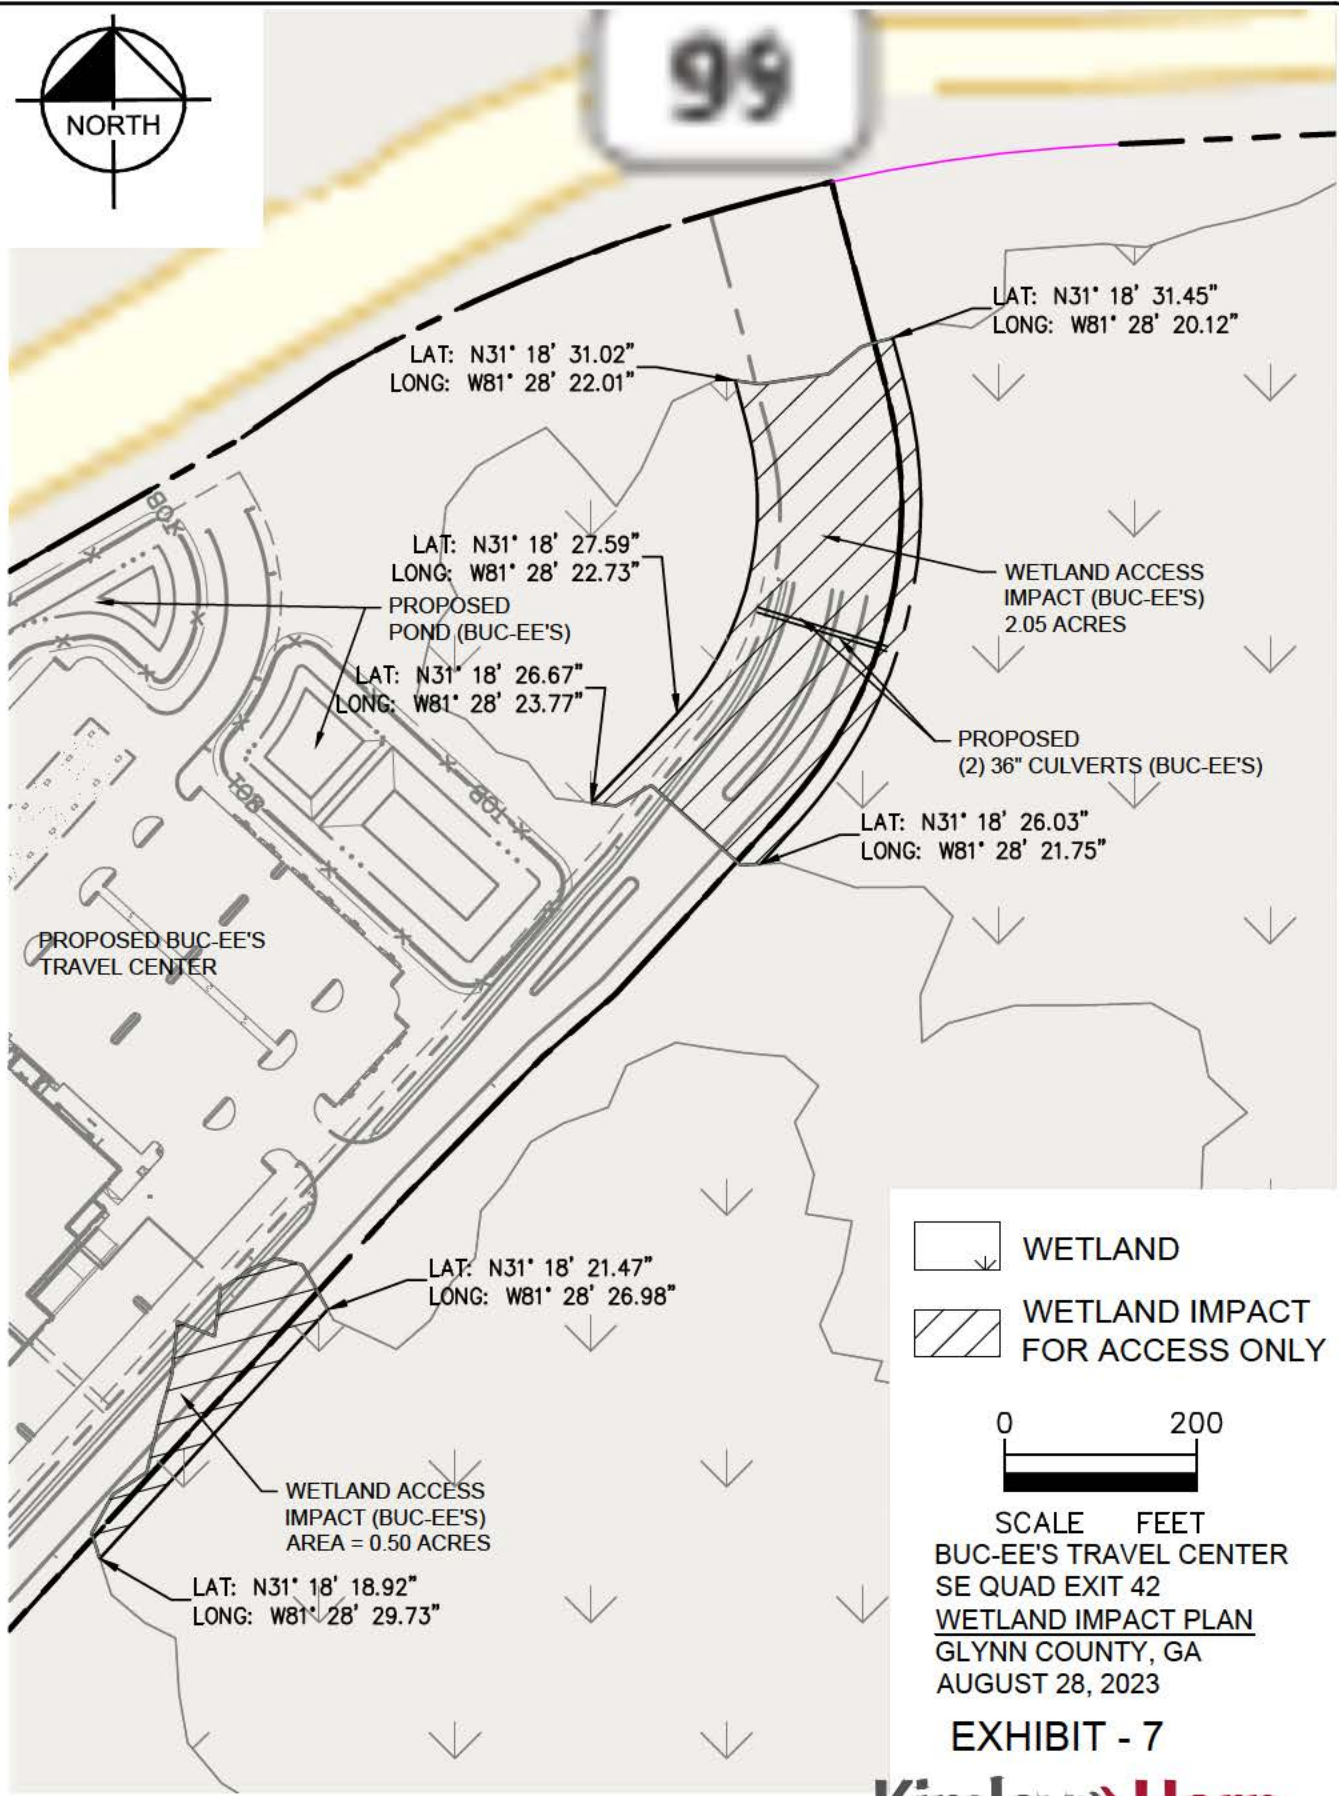 99
NORTH
LAT: N31° 18' 31.45"
LONG: W81° 28' 20.12"
LAT: N31° 18' 31.02"
LONG: W81° 28' 22.01"
TOB
LAT: N31° 18' 27.59"
LONG: W81° 28' 22.73"
PROPOSED
POND (BUC-EE'S)
WETLAND ACCESS
IMPACT (BUC-EE'S)
2.05 ACRES
LAT: N31° 18' 26.67"
LONG: W81° 28' 23.77"
PROPOSED
(2) 36" CULVERTS (BUC-EE'S)
TOB
TOB
LAT: N31° 18' 26.03"
LONG: W81° 28' 21.75"
PROPOSED BUC-EE'S
TRAVEL CENTER
LAT: N31° 18' 21.47"
LONG: W81° 28' 26.98"
WETLAND ACCESS
IMPACT (BUC-EE'S)
AREA = 0.50 ACRES
LAT: N31° 18' 18.92"
LONG: W81° 28' 29.73"
WETLAND
WETLAND IMPACT
FOR ACCESS ONLY
0 200
SCALE FEET
BUC-EE'S TRAVEL CENTER
SE QUAD EXIT 42
WETLAND IMPACT PLAN
GLYNN COUNTY, GA
AUGUST 28, 2023
EXHIBIT - 7